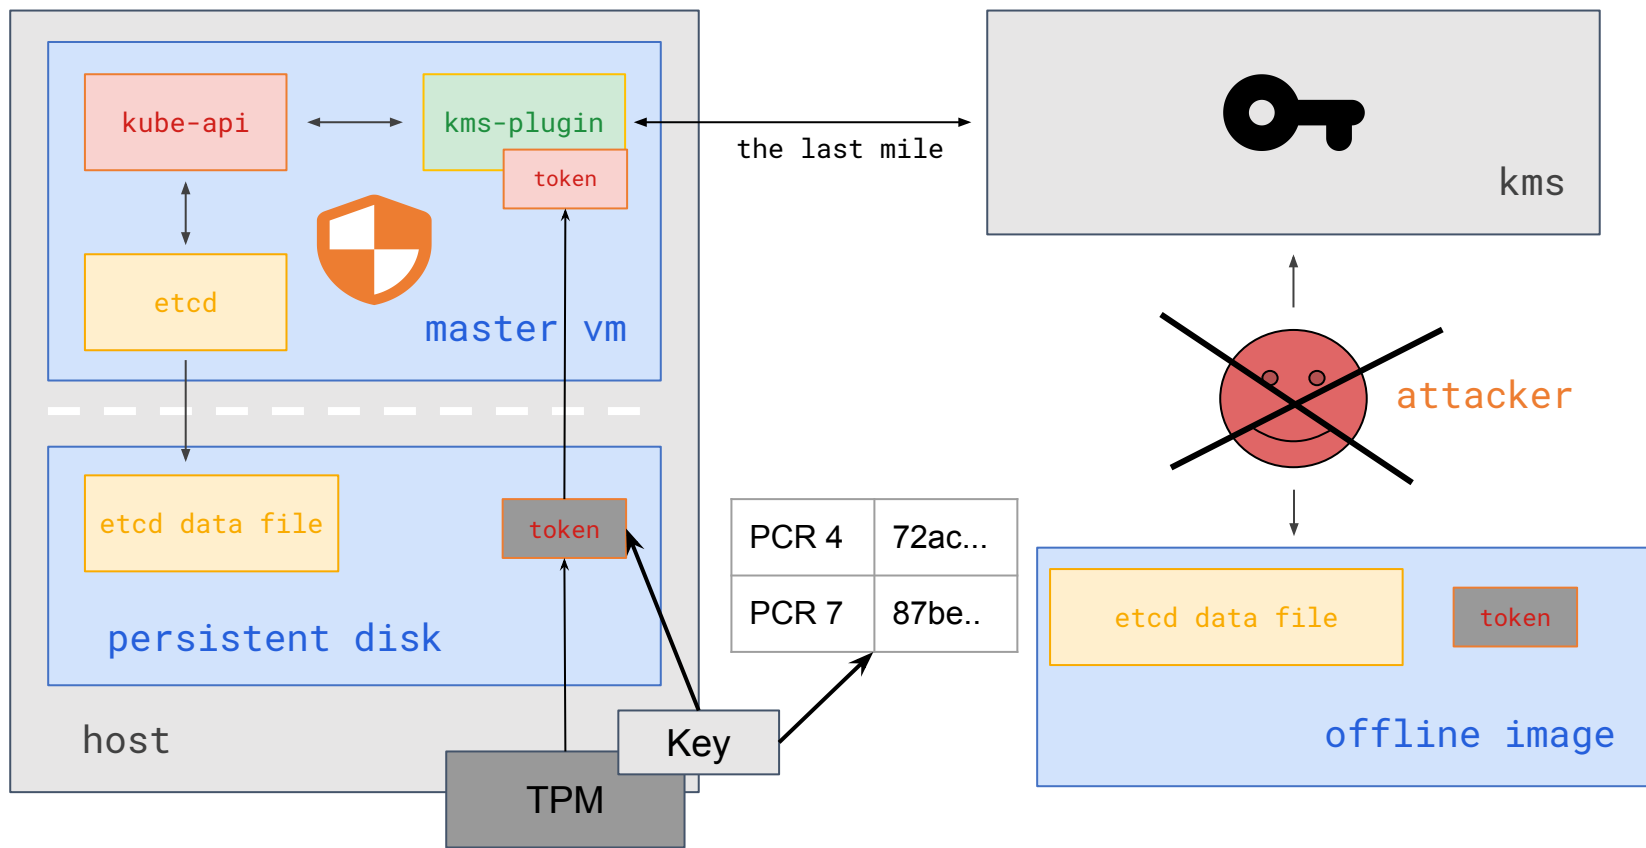 kube-api
kms-plugin
token
the last mile
kms
etcd
master vm
attacker
etcd data file
token
persistent disk
PCR 4 72ac...
PCR 7 87be..
etcd data file
token
offline image
host
Key
TPM